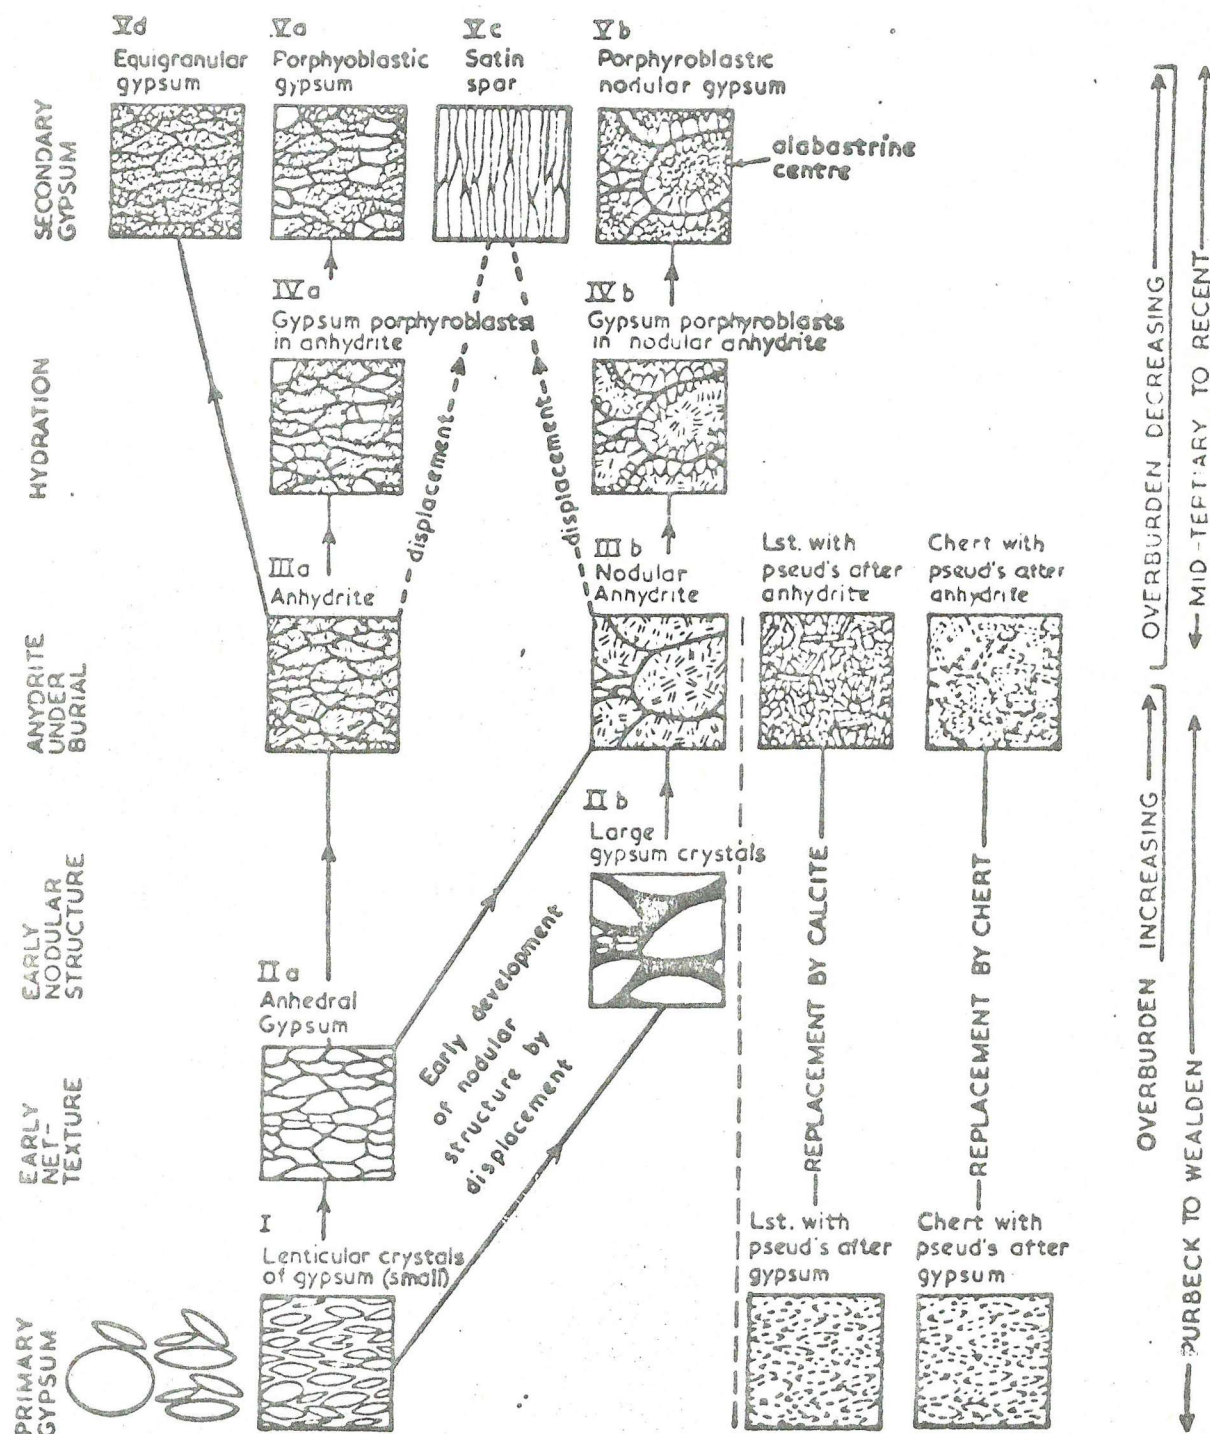 Vd
Equigranular
gypsum
Va
Porphyoblastic
gypsum
Vc
Satin
spar
Vb
Porphyroblastic
nodular gypsum
alabastrine
centre
SECONDARY
GYPSUM
IVa
Gypsum porphyroblasts
in anhydrite
IVb
Gypsum porphyroblasts
in nodular anhydrite
HYDRATION
displacement
displacement
IIIa
Anhydrite
IIIb
Nodular
Anhydrite
Lst. with
pseud's after
anhydrite
Chert with
pseud's after
anhydrite
ANYDRITE
UNDER
BURIAL
IIb
Large
gypsum crystals
EARLY
NODULAR
STRUCTURE
IIa
Anhedral
Gypsum
Early development
of nodular
structure by
displacement
REPLACEMENT BY CALCITE
REPLACEMENT BY CHERT
EARLY
NET-
TEXTURE
I
Lenticular crystals
of gypsum (small)
Lst. with
pseud's after
gypsum
Chert with
pseud's after
gypsum
PRIMARY
GYPSUM
OVERBURDEN DECREASING
MID-TERTIARY TO RECENT
OVERBURDEN INCREASING
PURBECK TO WEALDEN